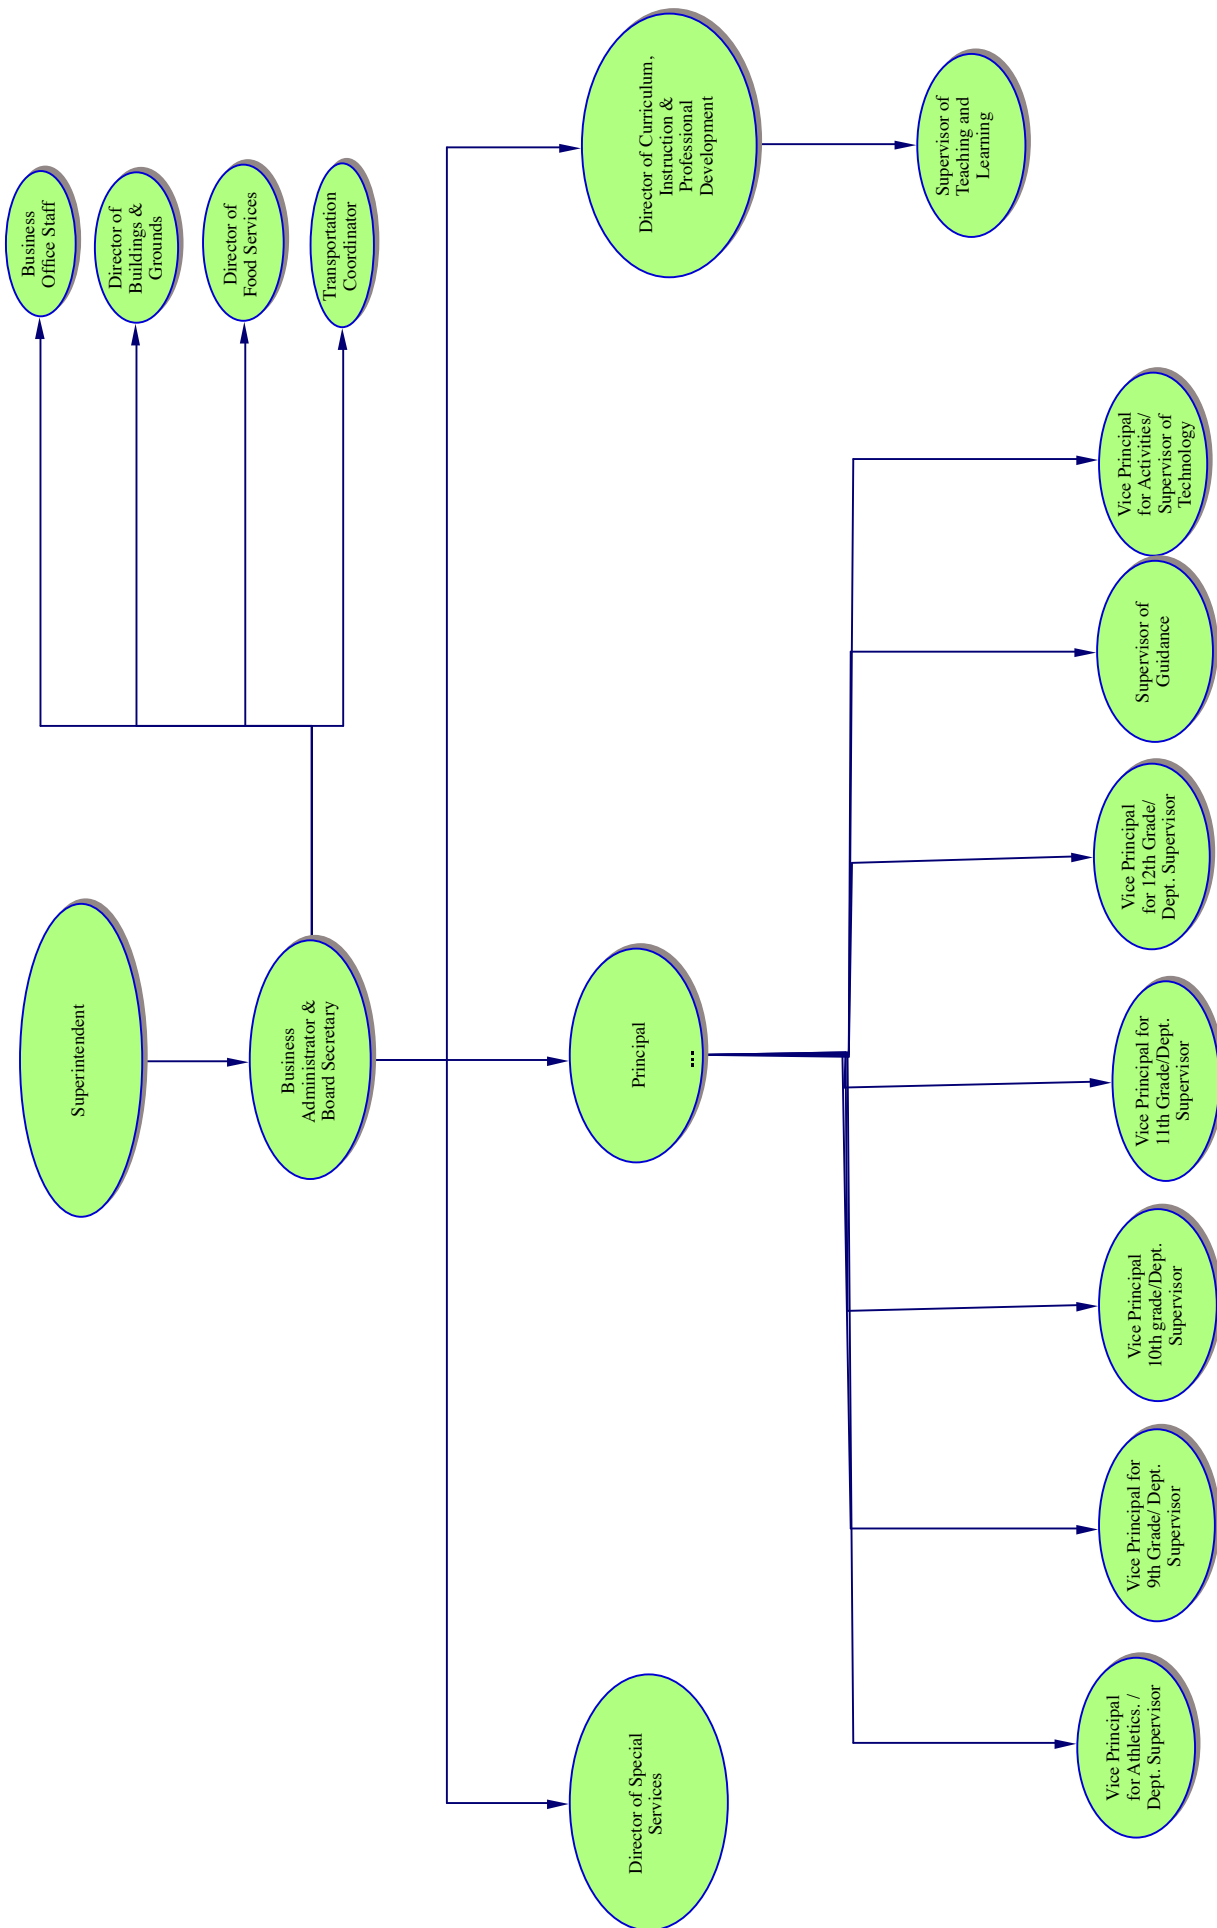 Superintendent
Business
Administrator &
Board Secretary
Business
Office Staff
Director of
Buildings &
Grounds
Director of
Food Services
Transportation
Coordinator
Director of Special
Services
Principal
...
Director of Curriculum,
Instruction &
Professional
Development
Supervisor of
Teaching and
Learning
Vice Principal
for Athletics. /
Dept. Supervisor
Vice Principal for
9th Grade/ Dept.
Supervisor
Vice Principal
10th grade/Dept.
Supervisor
Vice Principal for
11th Grade/Dept.
Supervisor
Vice Principal
for 12th Grade/
Dept. Supervisor
Supervisor of
Guidance
Vice Principal
for Activities/
Supervisor of
Technology